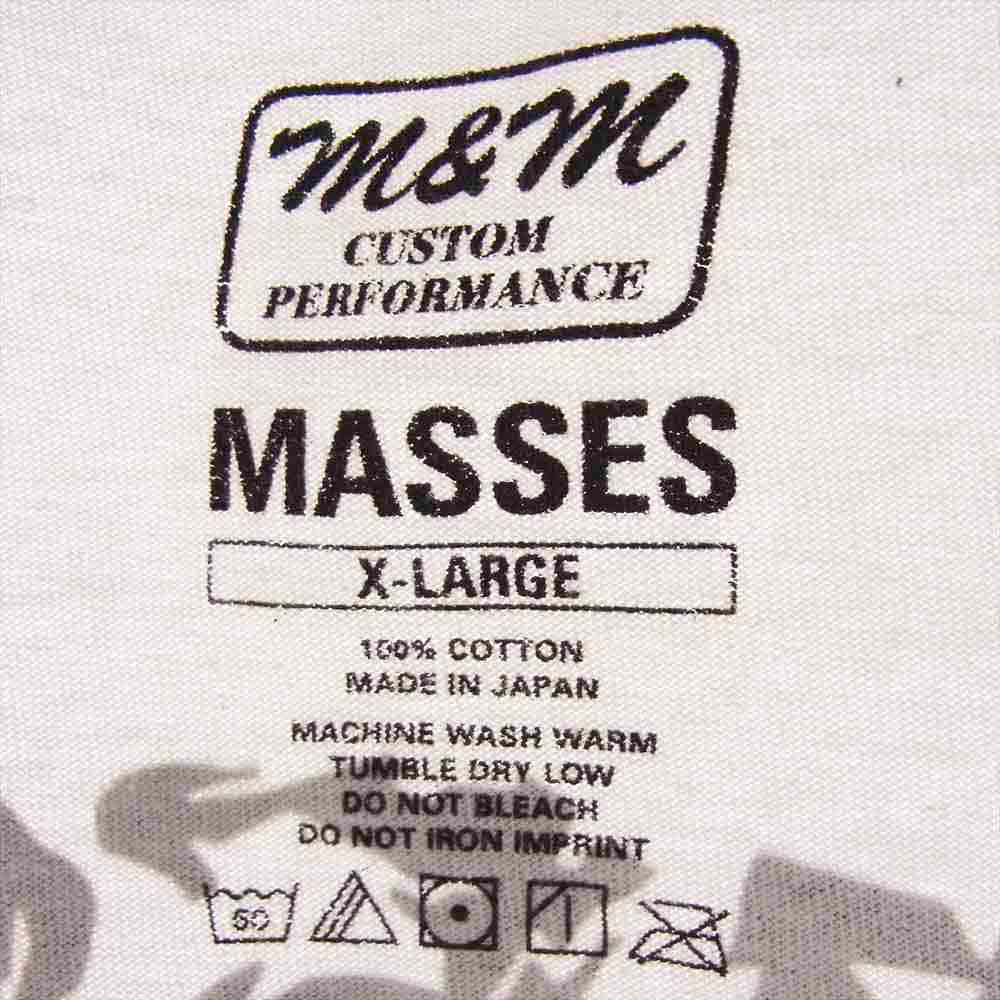 M&M
CUSTOM
PERFORMANCE
MASSES
X-LARGE
100% COTTON
MADE IN JAPAN
MACHINE WASH WARM
TUMBLE DRY LOW
DO NOT BLEACH
DO NOT IRON IMPRINT